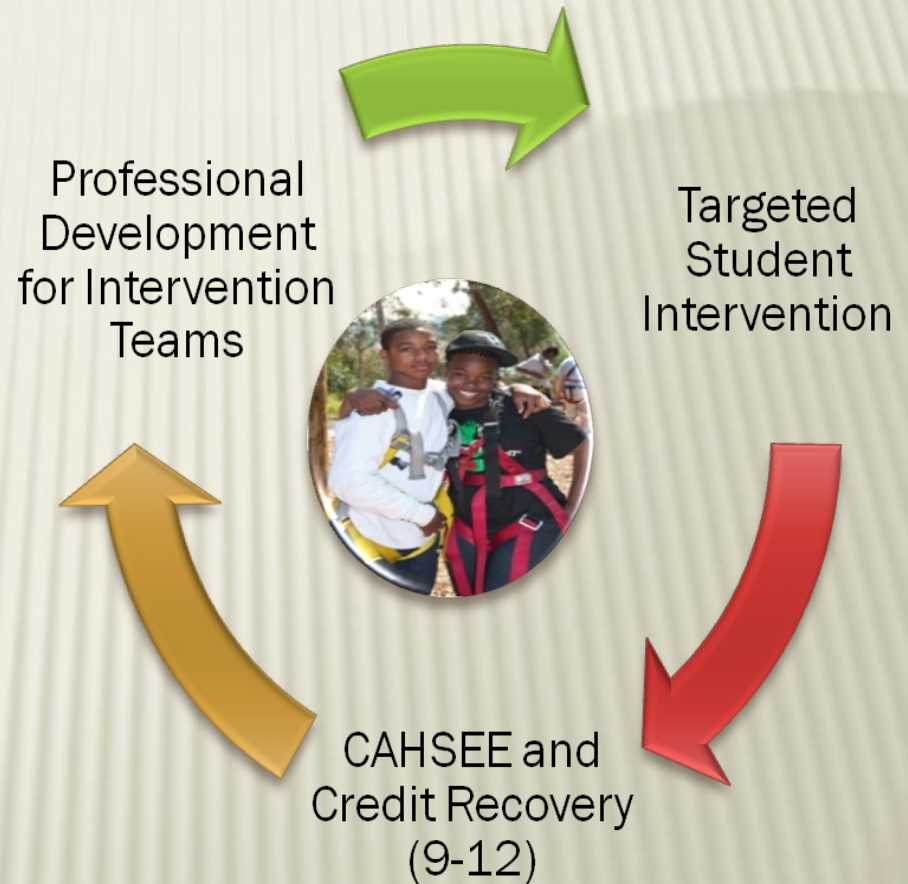 Professional
Development
for Intervention
Teams
Targeted
Student
Intervention
CAHSEE and
Credit Recovery
(9-12)